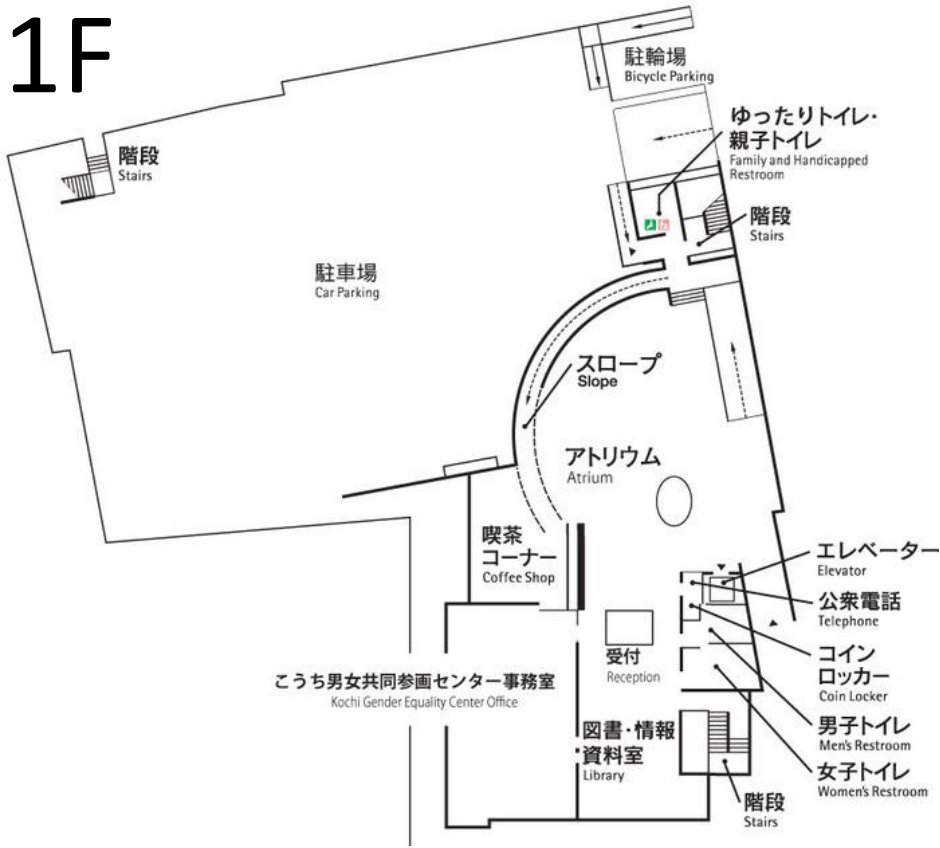 1F
駐輪場
Bicycle Parking
ゆったりトイレ・
親子トイレ
Family and Handicapped
Restroom
階段
Stairs
階段
Stairs
駐車場
Car Parking
スロープ
Slope
アトリウム
Atrium
喫茶
コーナー
Coffee Shop
エレベーター
Elevator
公衆電話
Telephone
コイン
ロッカー
Coin Locker
受付
Reception
こうち男女共同参画センター事務室
Kochi Gender Equality Center Office
男子トイレ
Men's Restroom
図書・情報
資料室
Library
女子トイレ
Women's Restroom
階段
Stairs